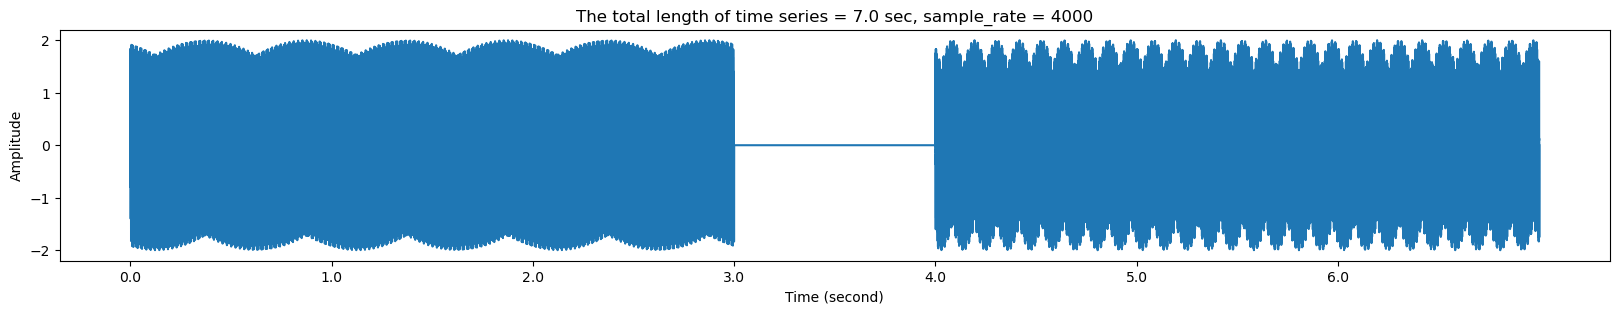 The total length of time series = 7.0 sec, sample_rate = 4000
2
1
0
−1
−2
Amplitude
0.0 1.0 2.0 3.0 4.0 5.0 6.0
Time (second)